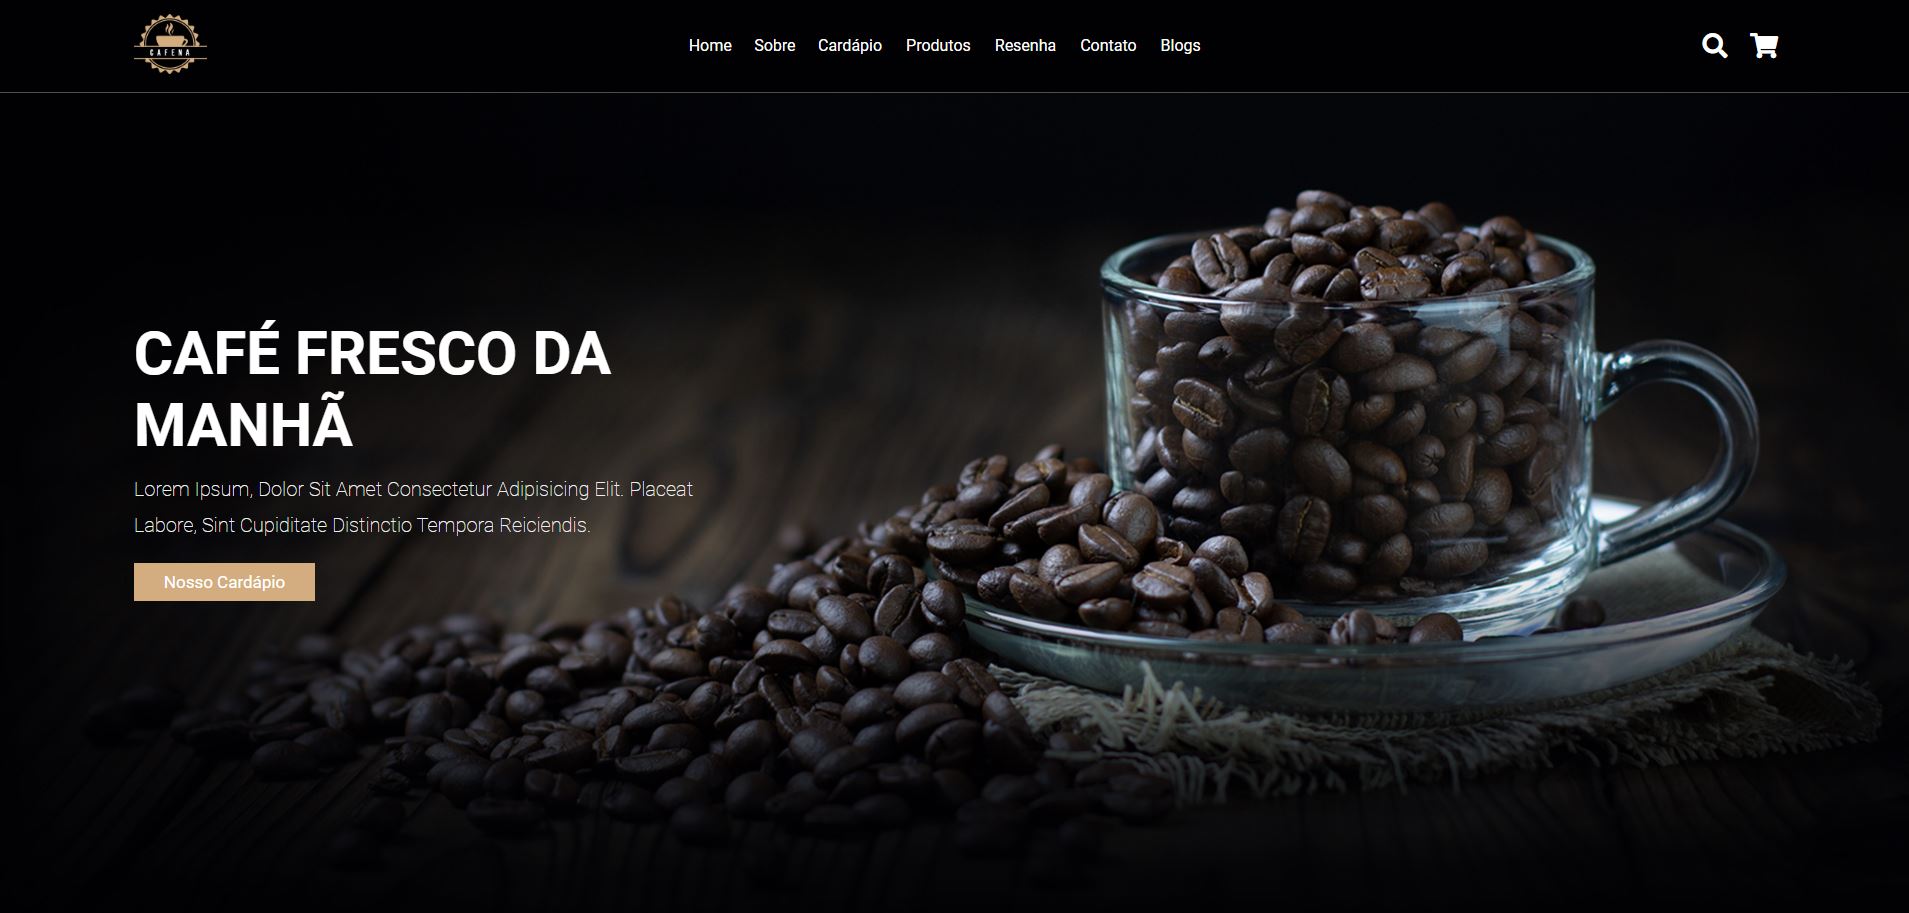 CAFENA
Home Sobre Cardápio Produtos Resenha Contato Blogs
CAFÉ FRESCO DA
MANHÃ
Lorem Ipsum, Dolor Sit Amet Consectetur Adipisicing Elit. Placeat
Labore, Sint Cupiditate Distinctio Tempora Reiciendis.
Nosso Cardápio